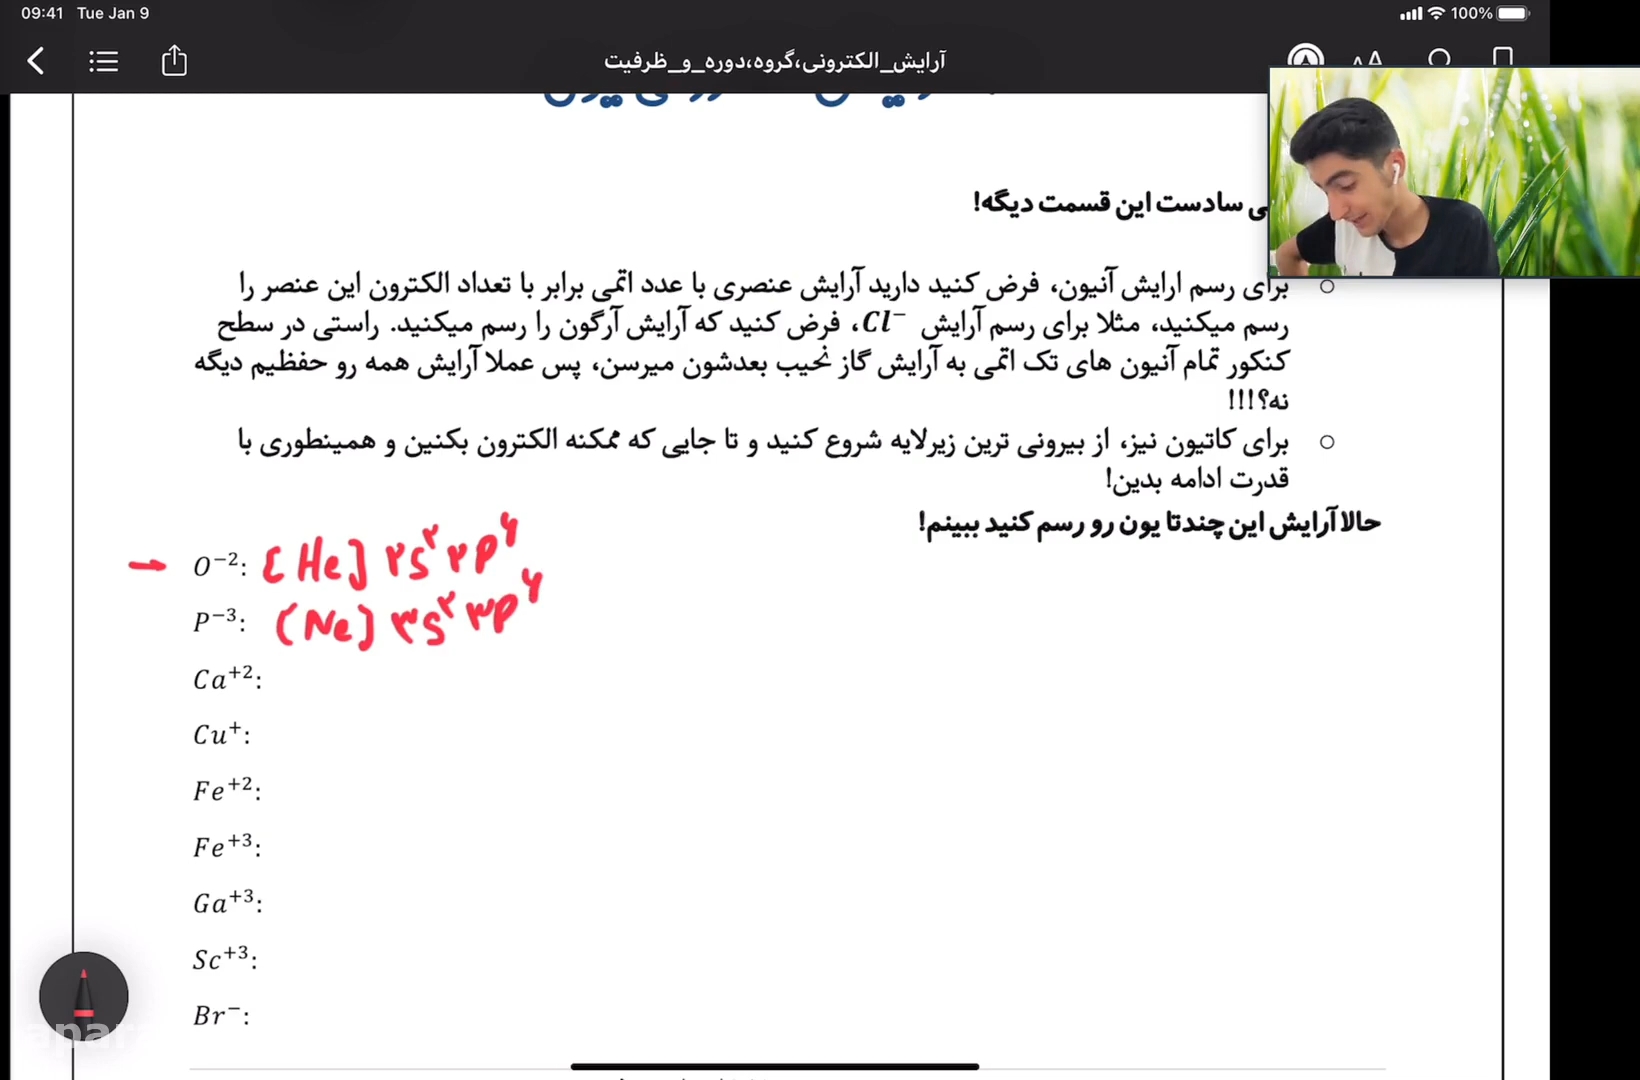 09:41 Tue Jan 9
100%
آرایش_الکترونی،گروه،دوره_و_ظرفیت
سادست این قسمت دیگه!
برای رسم ارایش آنیون، فرض کنید دارید آرایش عنصری با عدد اتمی برابر با تعداد الکترون این عنصر را
رسم میکنید، مثلا برای رسم آرایش Cl⁻، فرض کنید که آرایش آرگون را رسم میکنید. راستی در سطح
کنکور تمام آنیون های تک اتمی به آرایش گاز نحیب بعدشون میرسن، پس عملا آرایش همه رو حفظیم دیگه
نه؟!!!
برای کاتیون نیز، از بیرونی ترین زیرلایه شروع کنید و تا جایی که ممکنه الکترون بکنین و همینطوری با
قدرت ادامه بدین!
حالا آرایش این چندتا یون رو رسم کنید ببینم!
O⁻²: [He] ۲s² ۲p⁶
P⁻³: [Ne] ۳s² ۳p⁶
Ca⁺²:
Cu⁺:
Fe⁺²:
Fe⁺³:
Ga⁺³:
Sc⁺³:
Br⁻:
apar